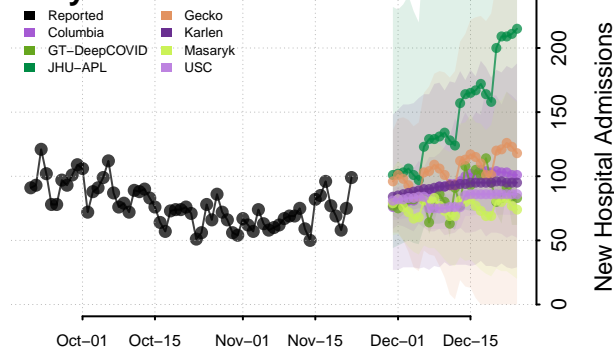 Reported
Columbia
GT−DeepCOVID
JHU−APL
Gecko
Karlen
Masaryk
USC
0
50
100
150
200
New Hospital Admissions
Oct−01
Oct−15
Nov−01
Nov−15
Dec−01
Dec−15